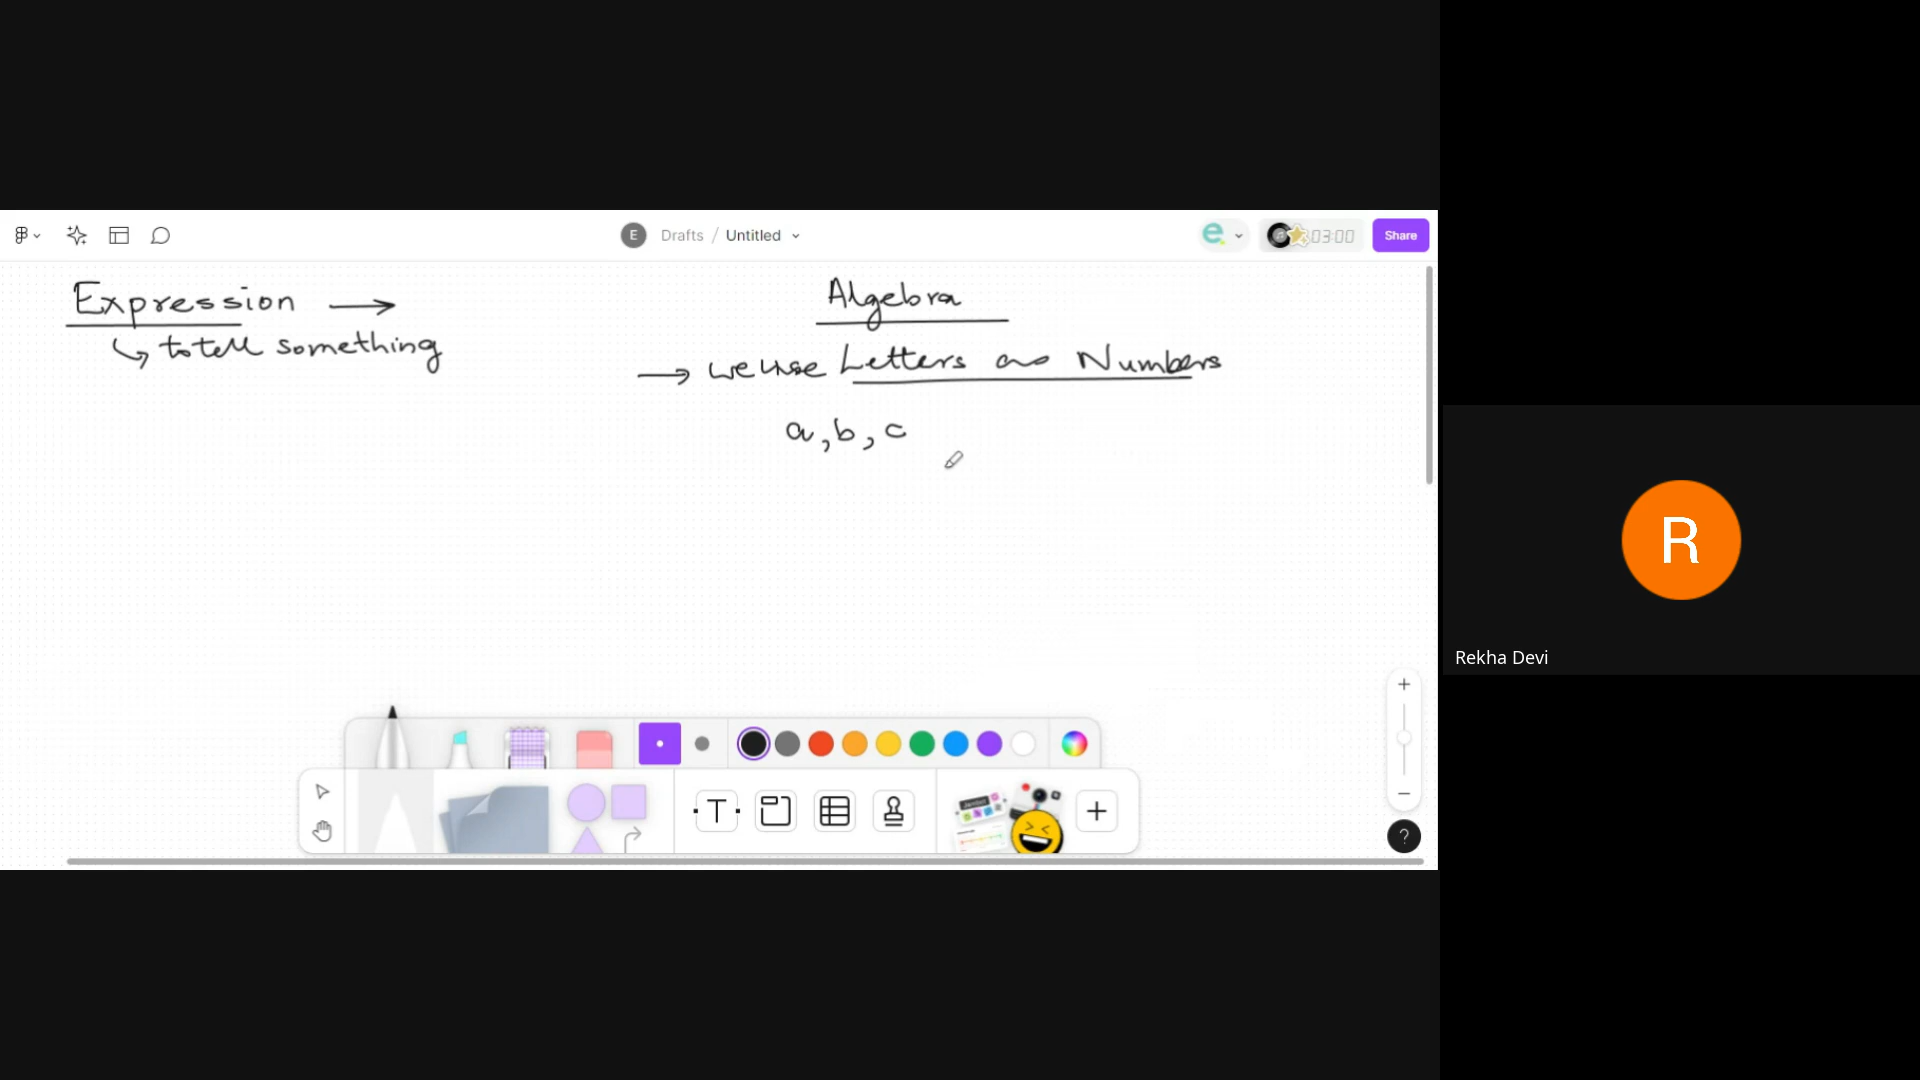 E Drafts / Untitled 03:00 Share
Expression →
↳ to tell something
Algebra
→ we use Letters as Numbers
a, b, c
T
?
R
Rekha Devi